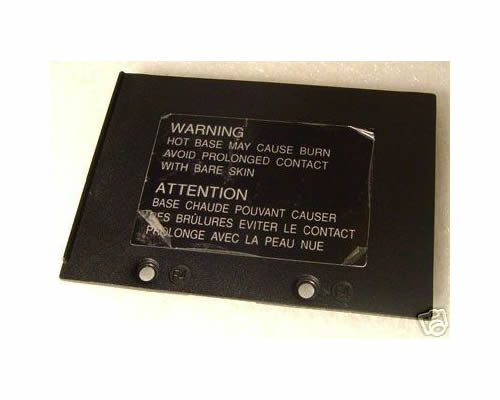 WARNING
HOT BASE MAY CAUSE BURN
AVOID PROLONGED CONTACT
WITH BARE SKIN
ATTENTION
BASE CHAUDE POUVANT CAUSER
DES BRÛLURES EVITER LE CONTACT
PROLONGE AVEC LA PEAU NUE